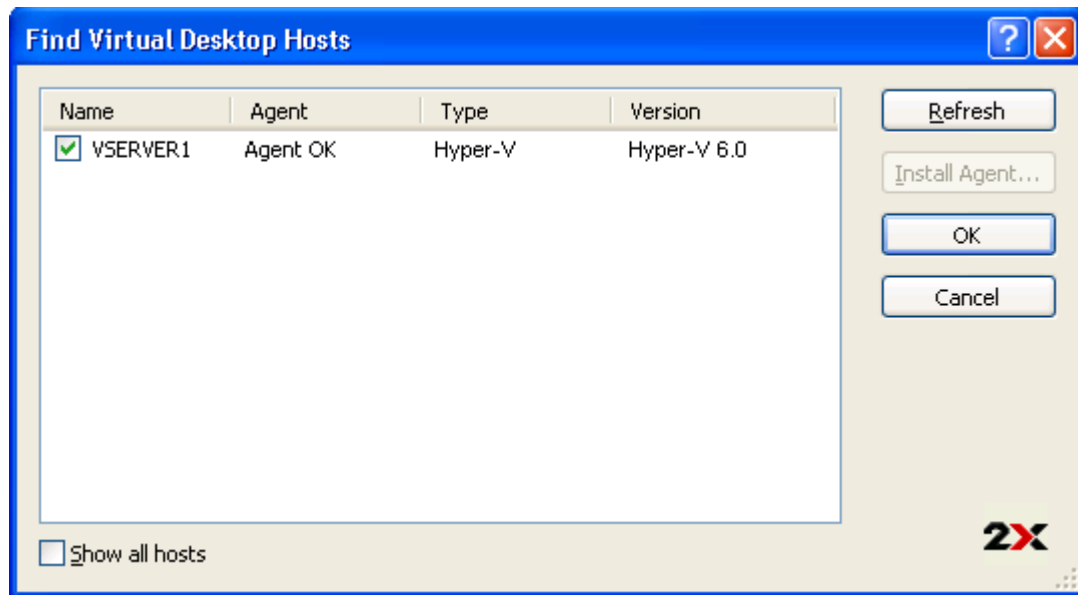 Find Virtual Desktop Hosts
Name Agent Type Version
VSERVER1 Agent OK Hyper-V Hyper-V 6.0
Refresh
Install Agent...
OK
Cancel
Show all hosts
2X